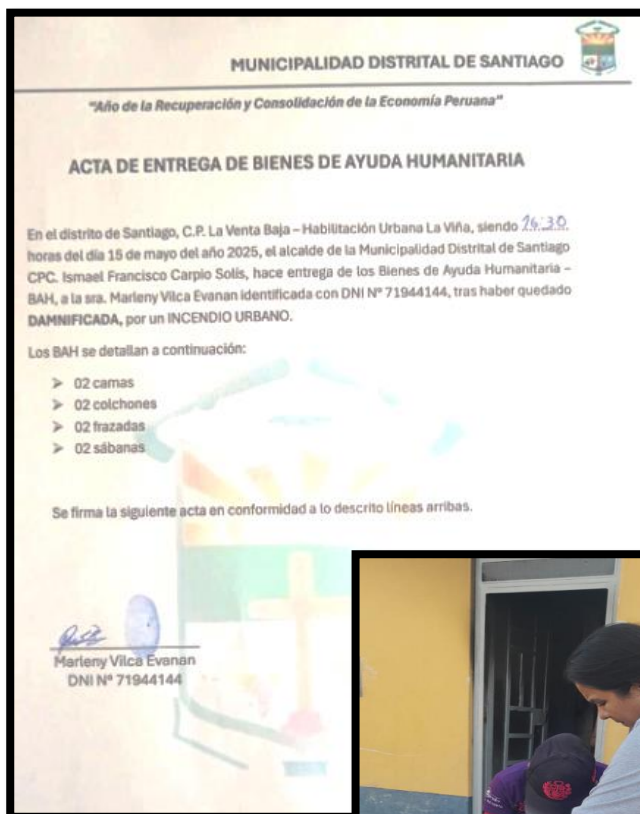 MUNICIPALIDAD DISTRITAL DE SANTIAGO
"Año de la Recuperación y Consolidación de la Economía Peruana"
ACTA DE ENTREGA DE BIENES DE AYUDA HUMANITARIA
En el distrito de Santiago, C.P. La Venta Baja – Habilitación Urbana La Viña, siendo 16:30
horas del día 15 de mayo del año 2025, el alcalde de la Municipalidad Distrital de Santiago
CPC. Ismael Francisco Carpio Solís, hace entrega de los Bienes de Ayuda Humanitaria –
BAH, a la sra. Marleny Vilca Evanan identificada con DNI Nº 71944144, tras haber quedado
DAMNIFICADA, por un INCENDIO URBANO.
Los BAH se detallan a continuación:
➤ 02 camas
➤ 02 colchones
➤ 02 frazadas
➤ 02 sábanas
Se firma la siguiente acta en conformidad a lo descrito líneas arribas.
Marleny Vilca Evanan
DNI Nº 71944144